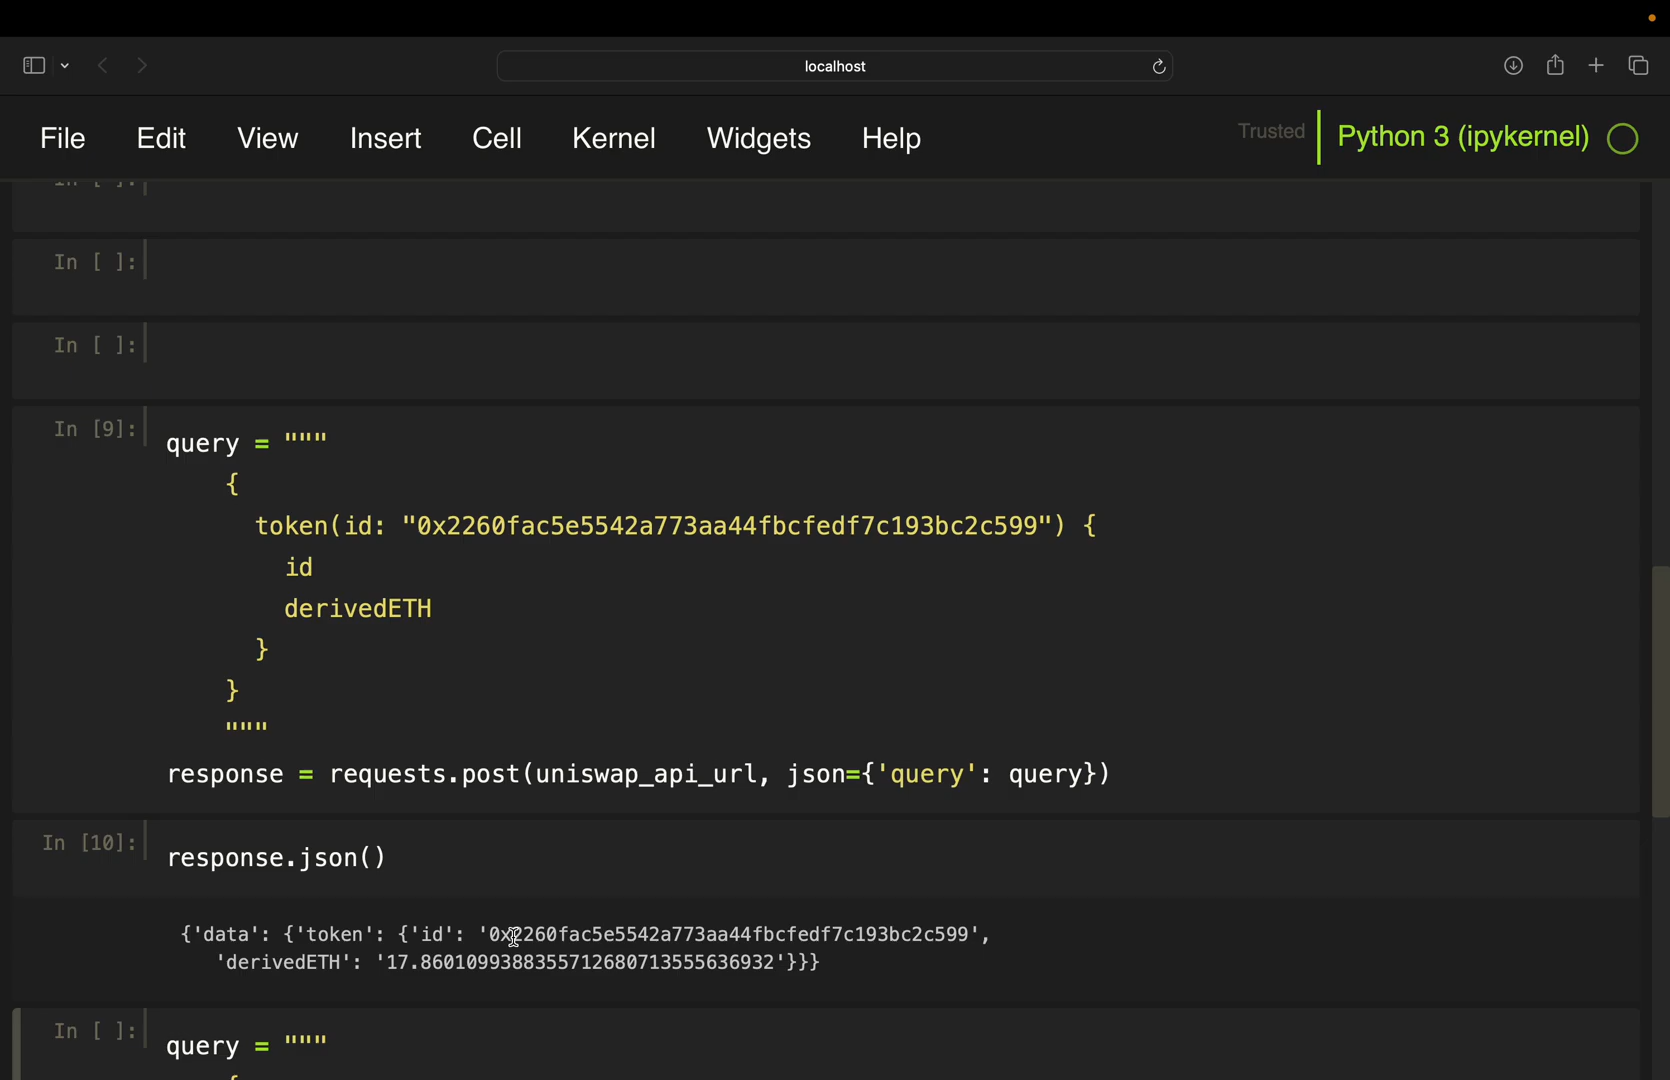 localhost
File Edit View Insert Cell Kernel Widgets Help Trusted Python 3 (ipykernel)
In [ ]:
In [ ]:
In [ ]:
In [9]: query = """
{
token(id: "0x2260fac5e5542a773aa44fbcfedf7c193bc2c599") {
id
derivedETH
}
}
"""
response = requests.post(uniswap_api_url, json={'query': query})
In [10]: response.json()
{'data': {'token': {'id': '0x2260fac5e5542a773aa44fbcfedf7c193bc2c599',
'derivedETH': '17.86010993883557126807135555636932'}}}
In [ ]: query = """
{